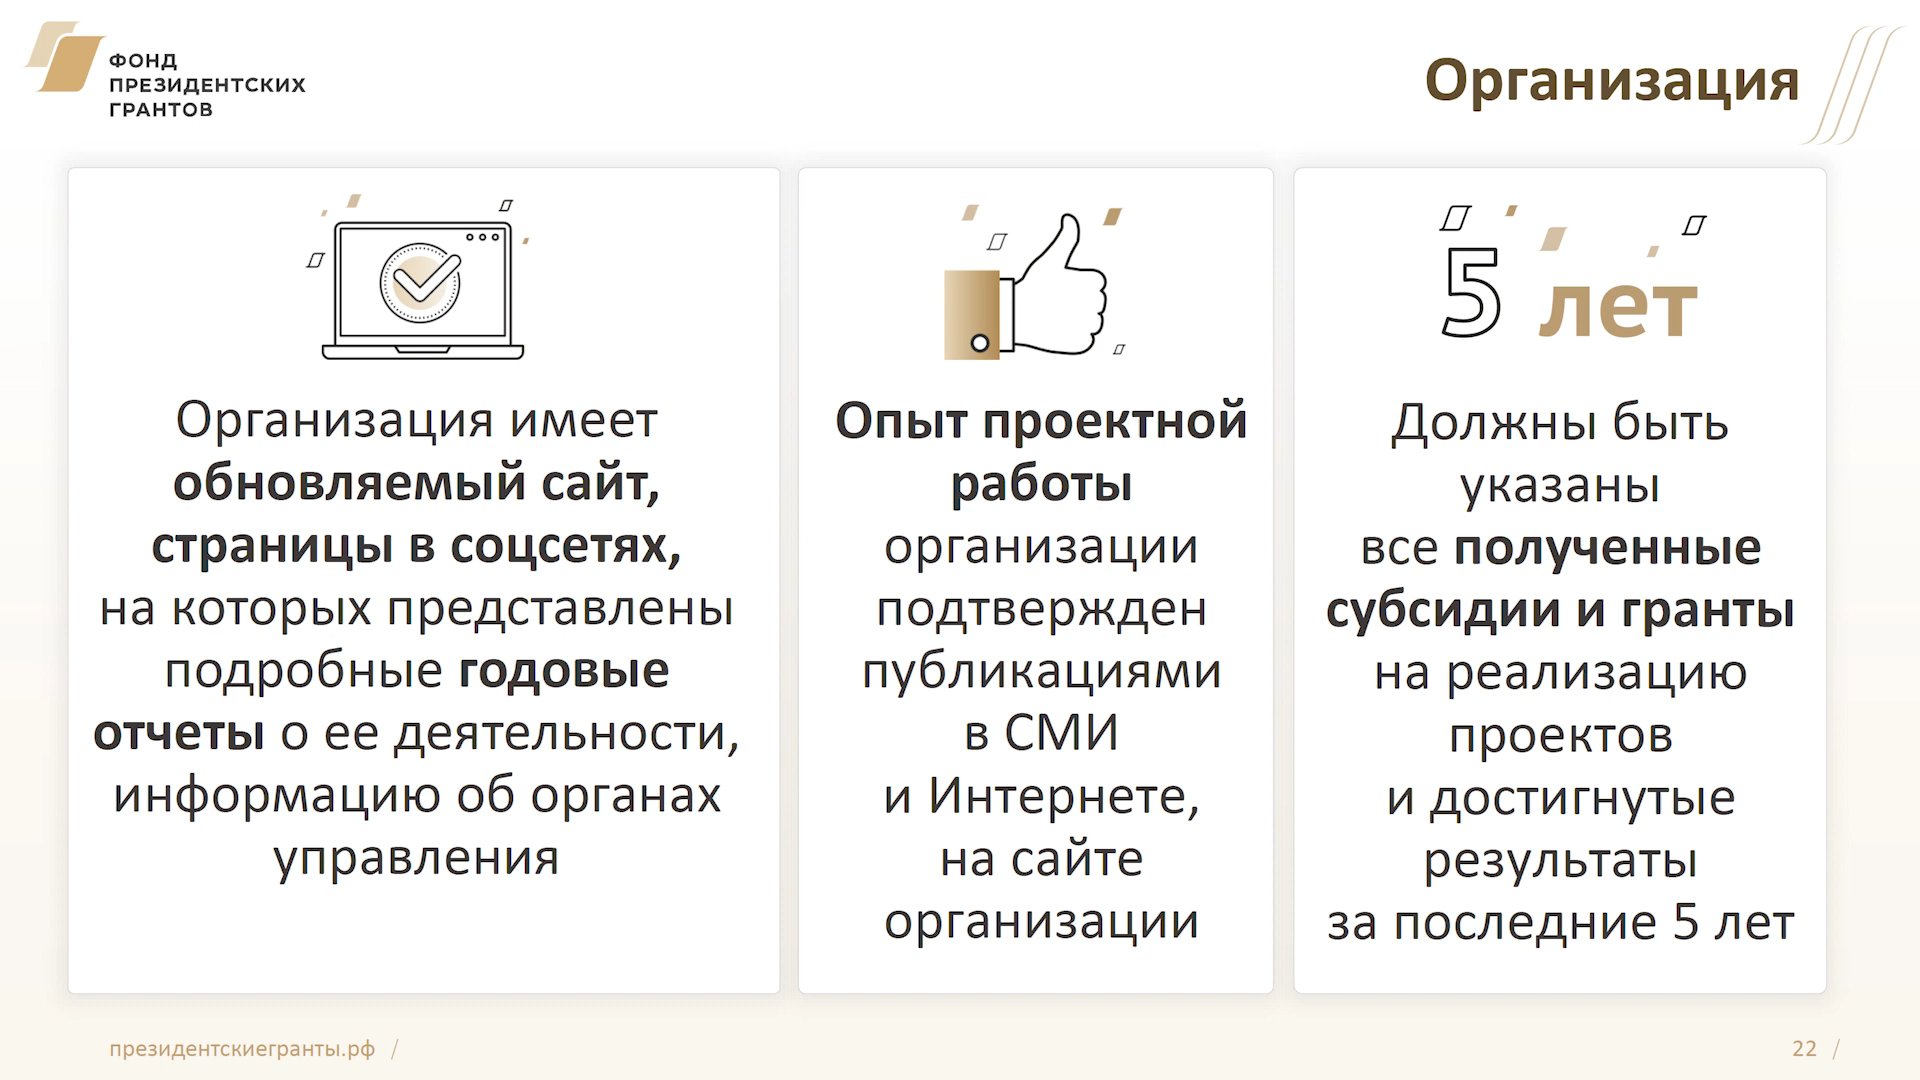 ФОНД
ПРЕЗИДЕНТСКИХ
ГРАНТОВ
Организация
Организация имеет
обновляемый сайт,
страницы в соцсетях,
на которых представлены
подробные годовые
отчеты о ее деятельности,
информацию об органах
управления
Опыт проектной
работы
организации
подтвержден
публикациями
в СМИ
и Интернете,
на сайте
организации
5 лет
Должны быть
указаны
все полученные
субсидии и гранты
на реализацию
проектов
и достигнутые
результаты
за последние 5 лет
президентскиегранты.рф /
22 /